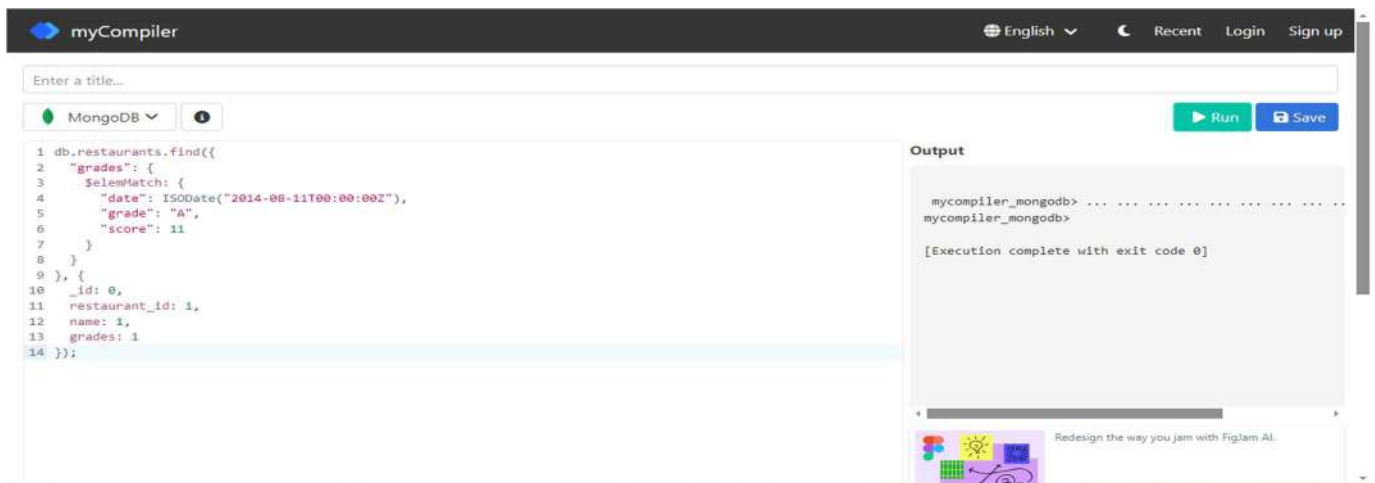 myCompiler
English
Recent
Login
Sign up
Enter a title...
MongoDB
Run
Save
1 db.restaurants.find({
2   "grades": {
3     $elemMatch: {
4       "date": ISODate("2014-08-11T00:00:00Z"),
5       "grade": "A",
6       "score": 11
7     }
8   }
9 }, {
10   _id: 0,
11   restaurant_id: 1,
12   name: 1,
13   grades: 1
14 });
Output
mycompiler_mongodb> ... ... ... ... ... ... ... ... ..
mycompiler_mongodb>
[Execution complete with exit code 0]
Redesign the way you jam with FigJam AI.